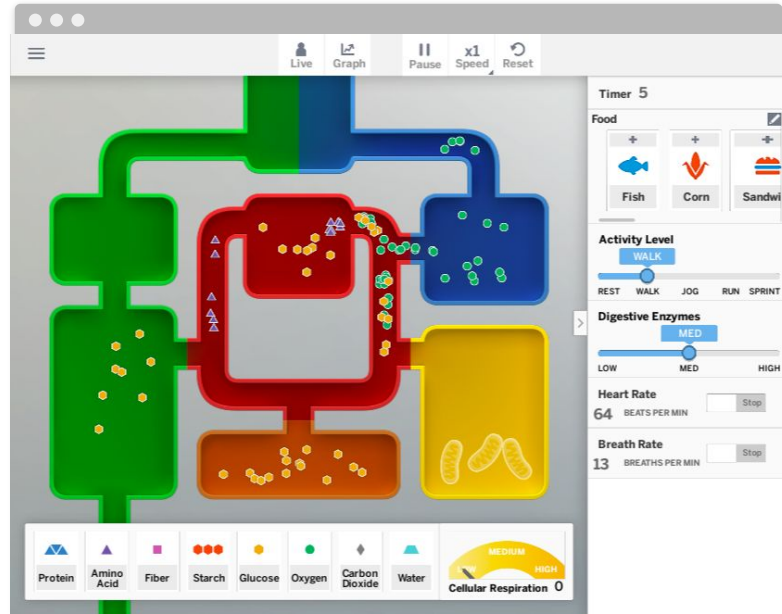 Live
Graph
Pause
x1
Speed
Reset
Timer 5
Food
Fish
Corn
Sandwi
Activity Level
WALK
REST WALK JOG RUN SPRINT
Digestive Enzymes
MED
LOW MED HIGH
Heart Rate
64 BEATS PER MIN
Stop
Breath Rate
13 BREATHS PER MIN
Stop
Protein
Amino
Acid
Fiber
Starch
Glucose
Oxygen
Carbon
Dioxide
Water
LOW
MEDIUM
HIGH
Cellular Respiration 0